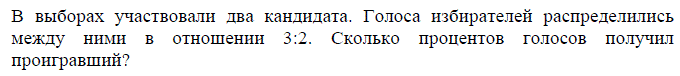 В выборах участвовали два кандидата. Голоса избирателей распределились
между ними в отношении 3:2. Сколько процентов голосов получил
проигравший?